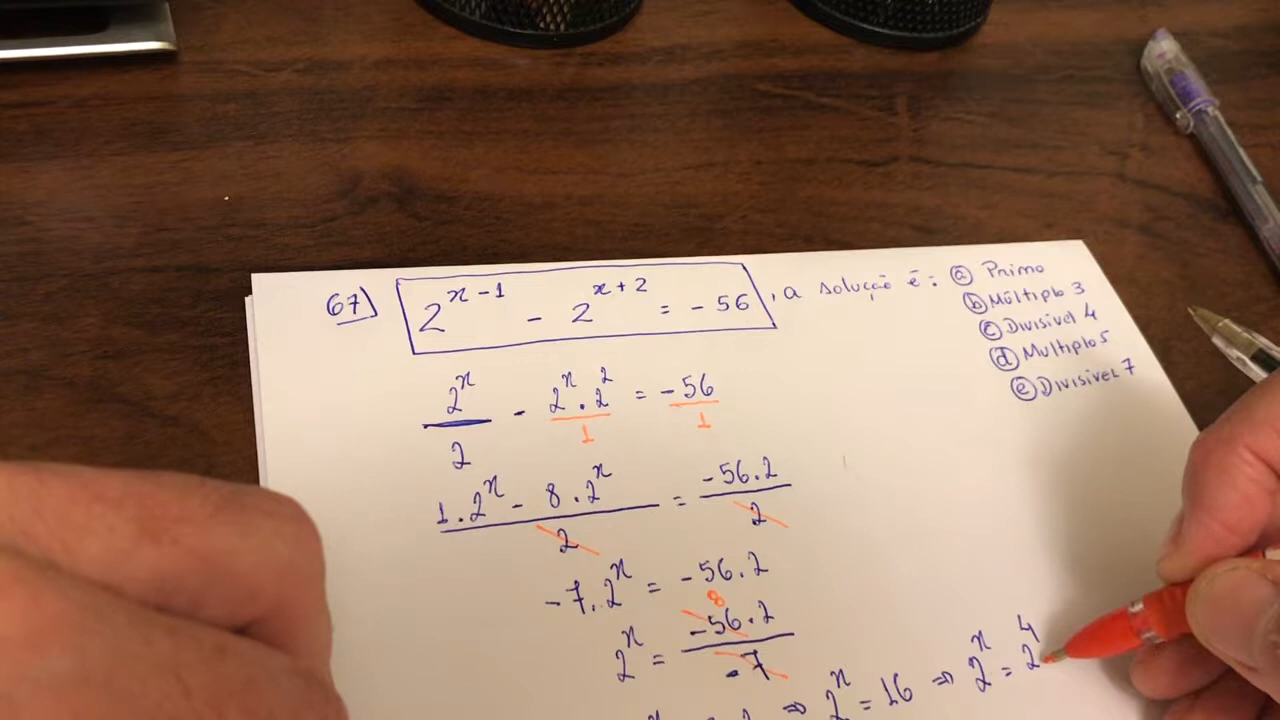 67) 2^(x-1) - 2^(x+2) = -56, a solução é: ⓐ Primo
ⓑ Múltiplo 3
ⓒ Divisível 4
ⓓ Multiplo 5
ⓔ Divisível 7
2^x/2 - 2^x . 2^2/1 = -56/1
(1 . 2^x - 8 . 2^x)/2 = -56.2/2
-7. 2^x = -56.2
8
2^x = -56.2/-7
⇒ 2^x = 16 ⇒ 2^x = 2^4